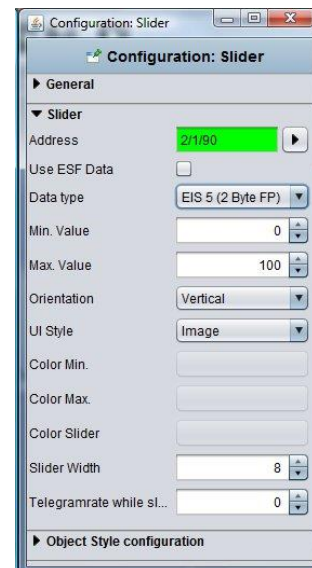 Configuration: Slider
Configuration: Slider
General
Slider
Address 2/1/90
Use ESF Data
Data type EIS 5 (2 Byte FP)
Min. Value 0
Max. Value 100
Orientation Vertical
UI Style Image
Color Min.
Color Max.
Color Slider
Slider Width 8
Telegramrate while sl... 0
Object Style configuration